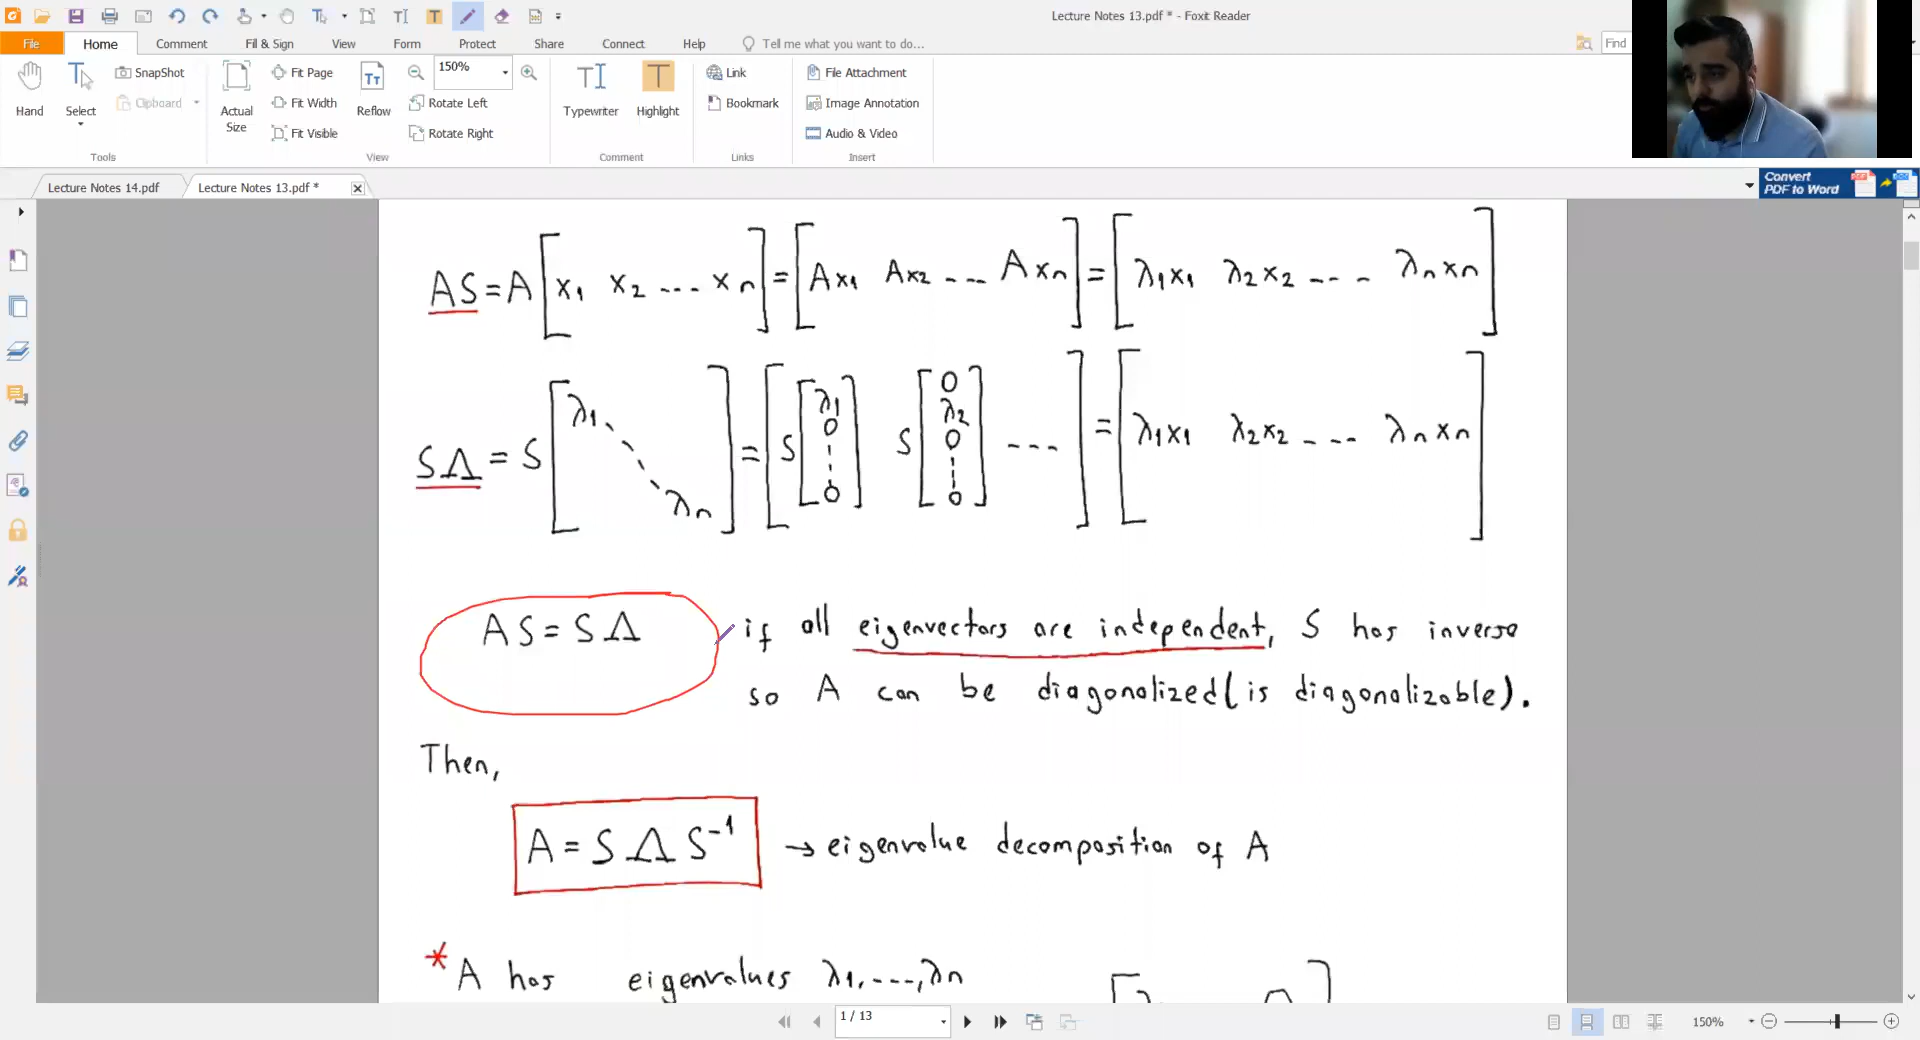 Lecture Notes 13.pdf * - Foxit Reader
File Home Comment Fill & Sign View Form Protect Share Connect Help Tell me what you want to do... Find
Hand
Select
SnapShot
Clipboard
Actual Size
Fit Page
Fit Width
Fit Visible
Reflow
150%
Rotate Left
Rotate Right
Typewriter
Highlight
Link
Bookmark
File Attachment
Image Annotation
Audio & Video
Tools View Comment Links Insert
Lecture Notes 14.pdf Lecture Notes 13.pdf *
Convert
PDF to Word
AS = A [x1 x2 ... xn] = [Ax1 Ax2 ... Axn] = [λ1x1 λ2x2 ... λnxn]
SΛ = S [λ1 ... λn] = [S [λ1 0 ... 0] S [0 λ2 0 ... 0] ...] = [λ1x1 λ2x2 ... λnxn]
AS = SΛ if all eigenvectors are independent, S has inverse
so A can be diagonalized (is diagonalizable).
Then,
A = S Λ S⁻¹ → eigenvalue decomposition of A
* A has eigenvalues λ1, ..., λn
1 / 13
150%